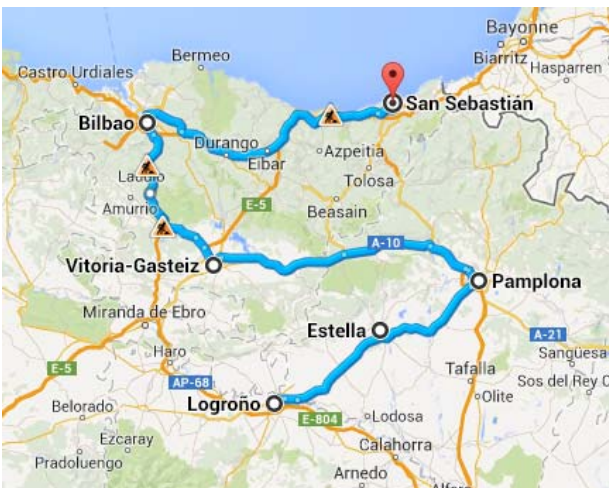 Bayonne
Bermeo
Biarritz
Hasparren
Castro Urdiales
San Sebastián
Bilbao
Durango
Eibar
Azpeitia
Tolosa
Laudio
Amurrio
E-5
Beasain
A-10
Vitoria-Gasteiz
Pamplona
Miranda de Ebro
Estella
A-21
Sangüesa
Haro
E-5
AP-68
Tafalla
Sos del Rey C
Olite
Belorado
Logroño
E-804
Lodosa
Ezcaray
Calahorra
Pradoluengo
Arnedo
Alfaro